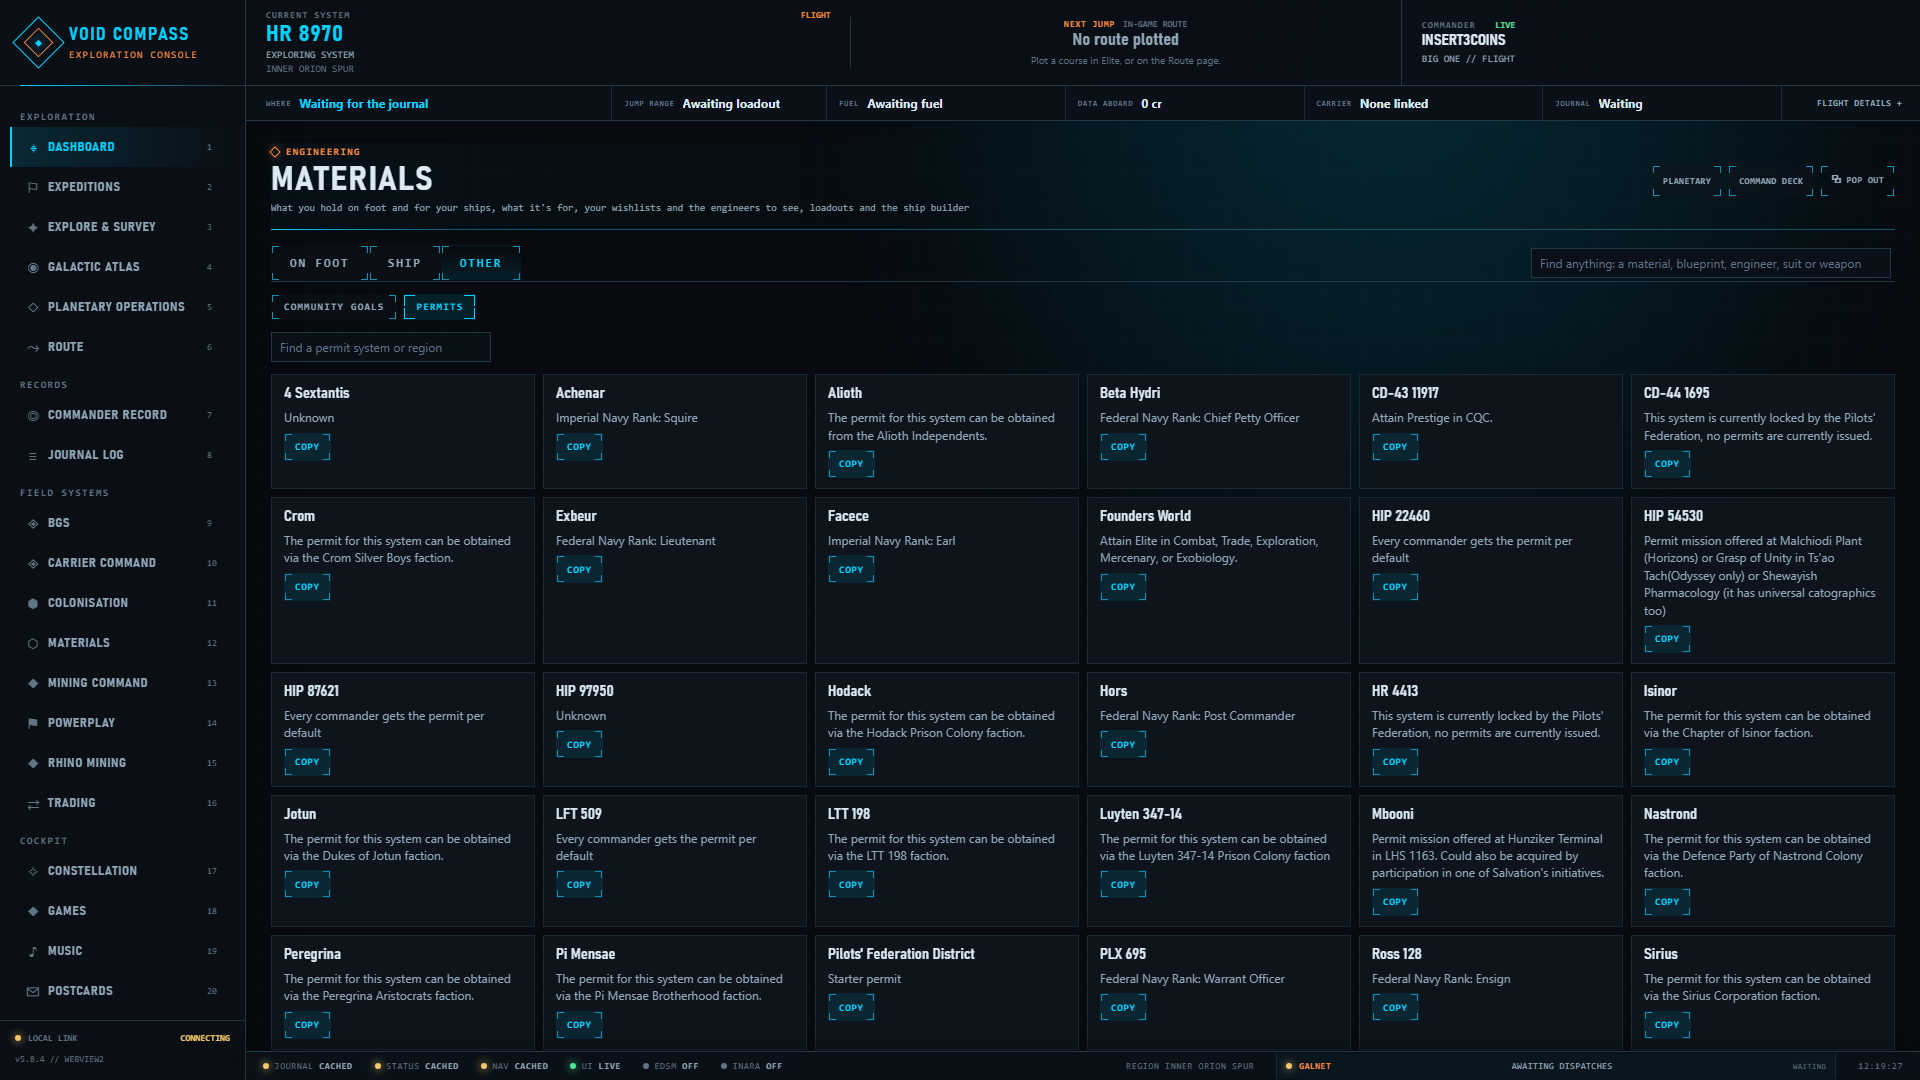 VOID COMPASS
EXPLORATION CONSOLE
CURRENT SYSTEM
HR 8970
EXPLORING SYSTEM
INNER ORION SPUR
FLIGHT
NEXT JUMP IN-GAME ROUTE
No route plotted
Plot a course in Elite, or on the Route page.
COMMANDER LIVE
INSERT3COINS
BIG ONE // FLIGHT
WHERE Waiting for the journal
JUMP RANGE Awaiting loadout
FUEL Awaiting fuel
DATA ABOARD 0 cr
CARRIER None linked
JOURNAL Waiting
FLIGHT DETAILS +
EXPLORATION
DASHBOARD 1
EXPEDITIONS 2
EXPLORE & SURVEY 3
GALACTIC ATLAS 4
PLANETARY OPERATIONS 5
ROUTE 6
RECORDS
COMMANDER RECORD 7
JOURNAL LOG 8
FIELD SYSTEMS
BGS 9
CARRIER COMMAND 10
COLONISATION 11
MATERIALS 12
MINING COMMAND 13
POWERPLAY 14
RHINO MINING 15
TRADING 16
COCKPIT
CONSTELLATION 17
GAMES 18
MUSIC 19
POSTCARDS 20
LOCAL LINK CONNECTING
v5.8.4 // WEBVIEW2
ENGINEERING
MATERIALS
What you hold on foot and for your ships, what it's for, your wishlists and the engineers to see, loadouts and the ship builder
PLANETARY
COMMAND DECK
POP OUT
ON FOOT
SHIP
OTHER
Find anything: a material, blueprint, engineer, suit or weapon
COMMUNITY GOALS
PERMITS
Find a permit system or region
4 Sextantis
Unknown
COPY
Achenar
Imperial Navy Rank: Squire
COPY
Alioth
The permit for this system can be obtained
from the Alioth Independents.
COPY
Beta Hydri
Federal Navy Rank: Chief Petty Officer
COPY
CD-43 11917
Attain Prestige in CQC.
COPY
CD-44 1695
This system is currently locked by the Pilots'
Federation, no permits are currently issued.
COPY
Crom
The permit for this system can be obtained
via the Crom Silver Boys faction.
COPY
Exbeur
Federal Navy Rank: Lieutenant
COPY
Facece
Imperial Navy Rank: Earl
COPY
Founders World
Attain Elite in Combat, Trade, Exploration,
Mercenary, or Exobiology.
COPY
HIP 22460
Every commander gets the permit per
default
COPY
HIP 54530
Permit mission offered at Malchiodi Plant
(Horizons) or Grasp of Unity in Ts'ao
Tach(Odyssey only) or Shewayish
Pharmacology (it has universal catographics
too)
COPY
HIP 87621
Every commander gets the permit per
default
COPY
HIP 97950
Unknown
COPY
Hodack
The permit for this system can be obtained
via the Hodack Prison Colony faction.
COPY
Hors
Federal Navy Rank: Post Commander
COPY
HR 4413
This system is currently locked by the Pilots'
Federation, no permits are currently issued.
COPY
Isinor
The permit for this system can be obtained
via the Chapter of Isinor faction.
COPY
Jotun
The permit for this system can be obtained
via the Dukes of Jotun faction.
COPY
LFT 509
Every commander gets the permit per
default
COPY
LTT 198
The permit for this system can be obtained
via the LTT 198 faction.
COPY
Luyten 347-14
The permit for this system can be obtained
via the Luyten 347-14 Prison Colony faction
COPY
Mbooni
Permit mission offered at Hunziker Terminal
in LHS 1163. Could also be acquired by
participation in one of Salvation's initiatives.
COPY
Nastrond
The permit for this system can be obtained
via the Defence Party of Nastrond Colony
faction.
COPY
Peregrina
The permit for this system can be obtained
via the Peregrina Aristocrats faction.
COPY
Pi Mensae
The permit for this system can be obtained
via the Pi Mensae Brotherhood faction.
COPY
Pilots' Federation District
Starter permit
COPY
PLX 695
Federal Navy Rank: Warrant Officer
COPY
Ross 128
Federal Navy Rank: Ensign
COPY
Sirius
The permit for this system can be obtained
via the Sirius Corporation faction.
COPY
JOURNAL CACHED
STATUS CACHED
NAV CACHED
UI LIVE
EDSM OFF
INARA OFF
REGION INNER ORION SPUR
GALNET
AWAITING DISPATCHES
WAITING
12:19:27